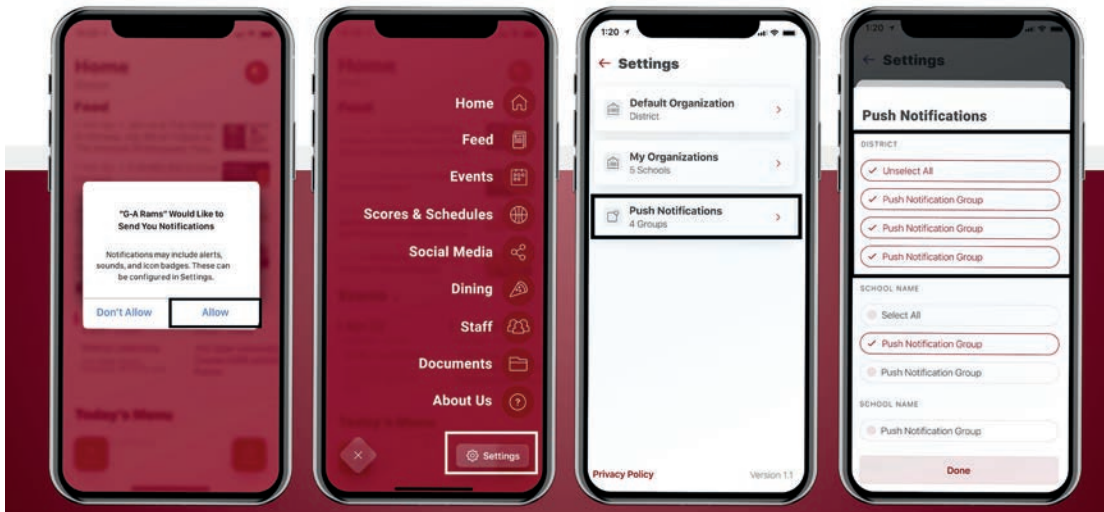 Home
Feed
Today's Menu
"G-A Rams" Would Like to
Send You Notifications
Notifications may include alerts,
sounds, and icon badges. These can
be configured in Settings.
Don't Allow
Allow
Home
Feed
Events
Scores & Schedules
Social Media
Dining
Staff
Documents
About Us
Settings
1:20
Settings
Default Organization
District
My Organizations
5 Schools
Push Notifications
4 Groups
Privacy Policy
Version 1.1
1:20
Settings
Push Notifications
DISTRICT
Unselect All
Push Notification Group
Push Notification Group
Push Notification Group
SCHOOL NAME
Select All
Push Notification Group
Push Notification Group
SCHOOL NAME
Push Notification Group
Done